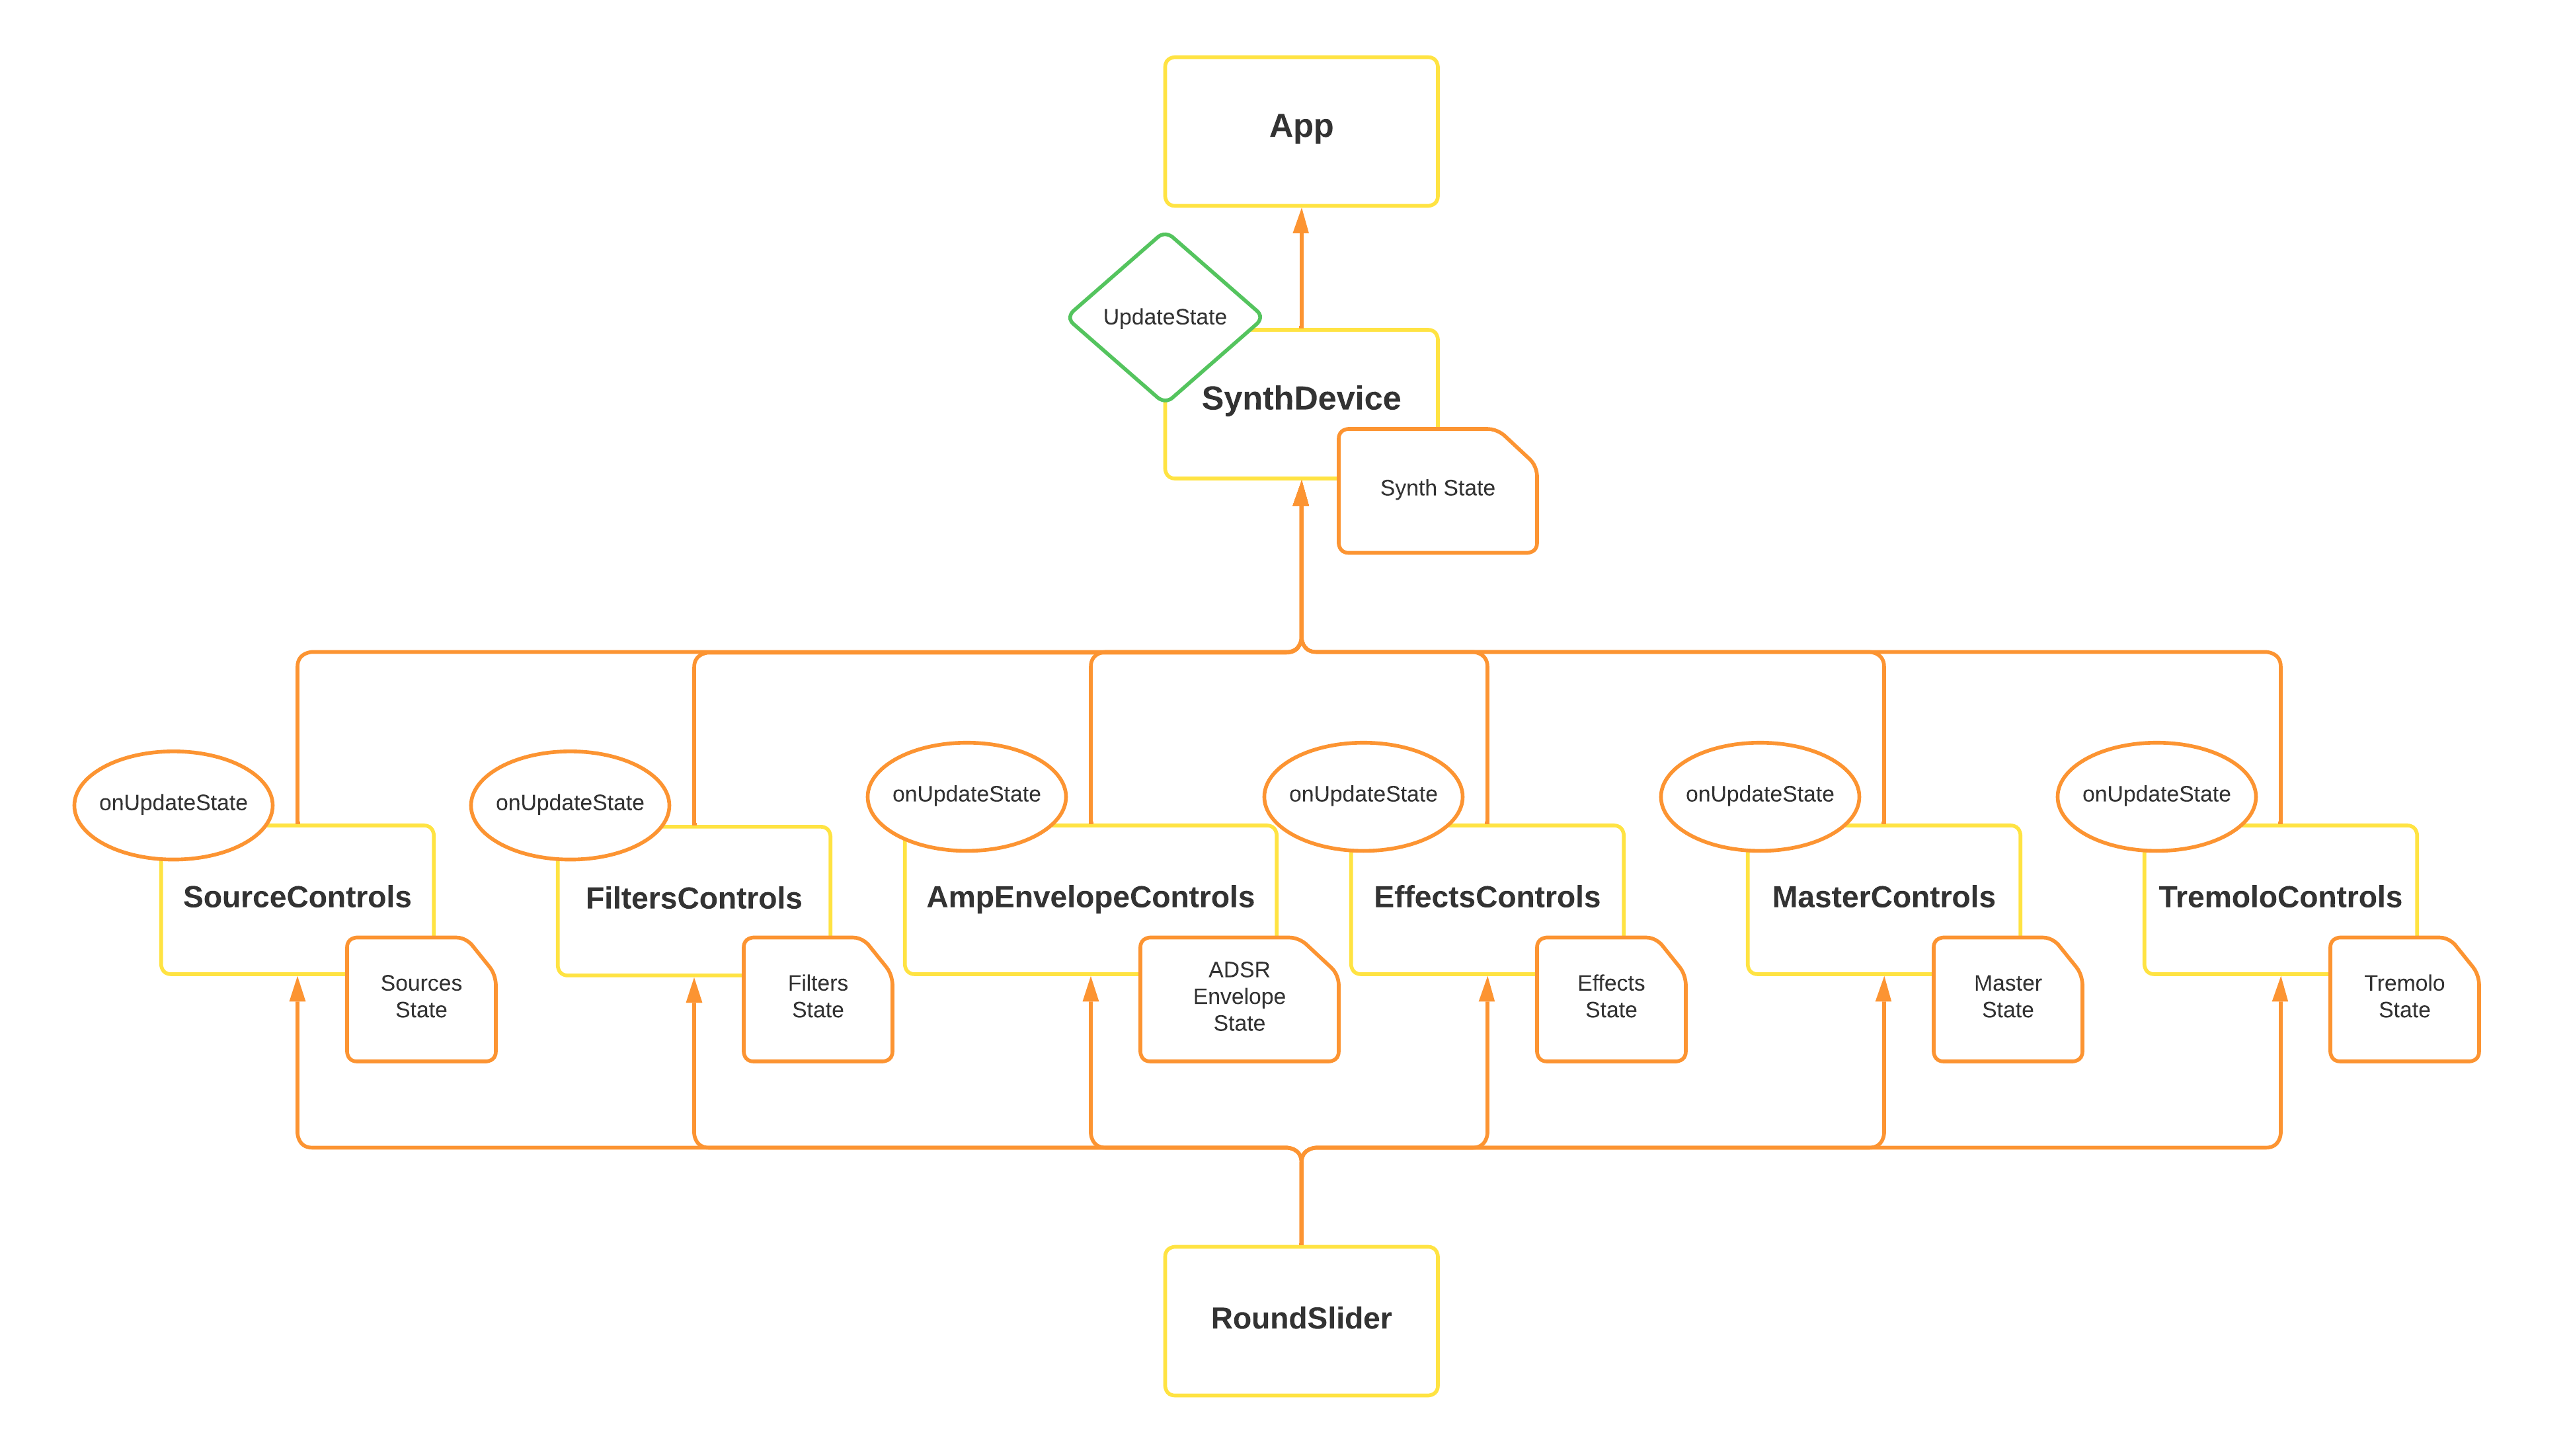 App
UpdateState
SynthDevice
Synth State
onUpdateState
onUpdateState
onUpdateState
onUpdateState
onUpdateState
onUpdateState
SourceControls
FiltersControls
AmpEnvelopeControls
EffectsControls
MasterControls
TremoloControls
Sources
State
Filters
State
ADSR
Envelope
State
Effects
State
Master
State
Tremolo
State
RoundSlider